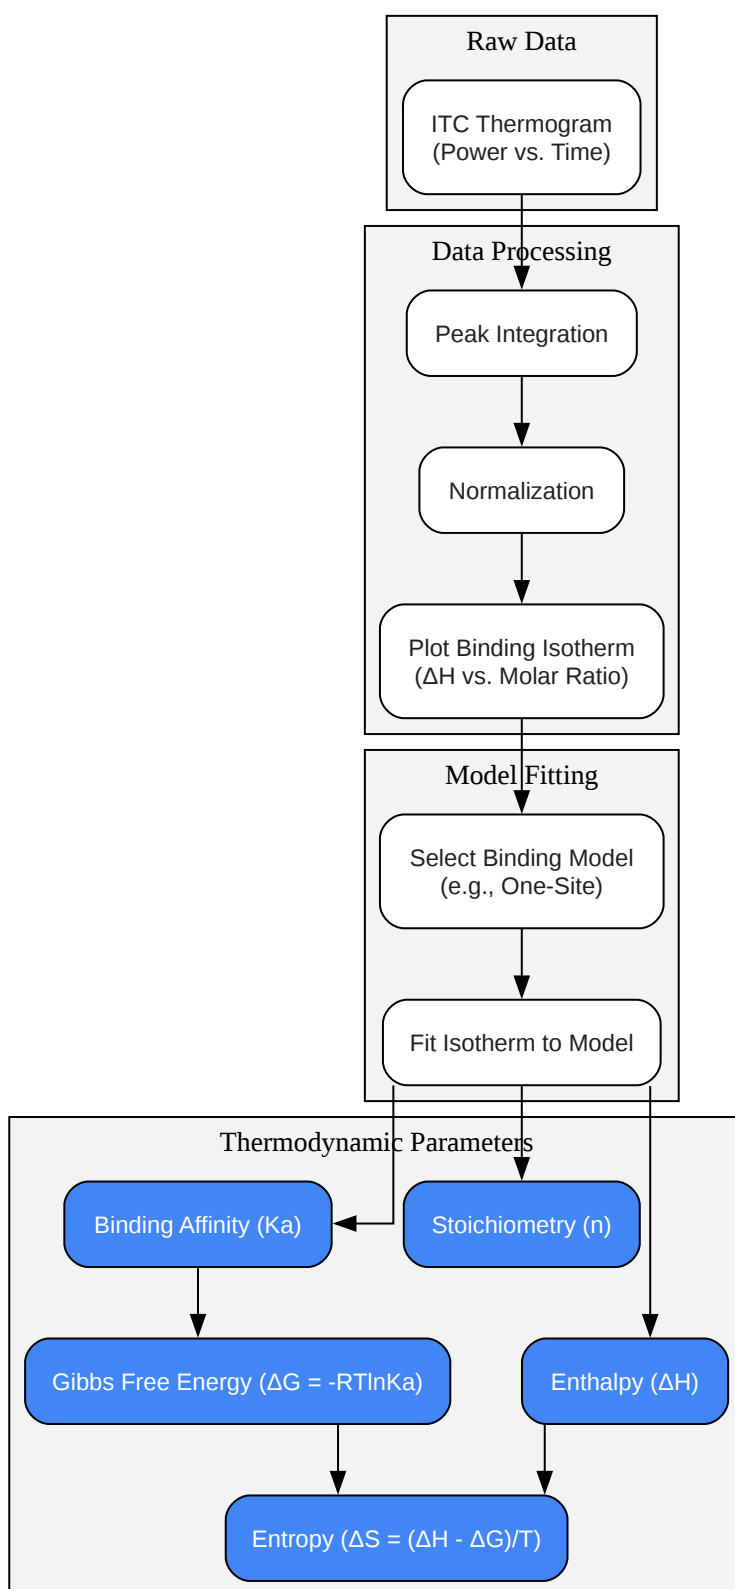 Raw Data
ITC Thermogram
(Power vs. Time)
Data Processing
Peak Integration
Normalization
Plot Binding Isotherm
(ΔH vs. Molar Ratio)
Model Fitting
Select Binding Model
(e.g., One-Site)
Fit Isotherm to Model
Thermodynamic Parameters
Binding Affinity (Ka)
Stoichiometry (n)
Gibbs Free Energy (ΔG = -RTlnKa)
Enthalpy (ΔH)
Entropy (ΔS = (ΔH - ΔG)/T)